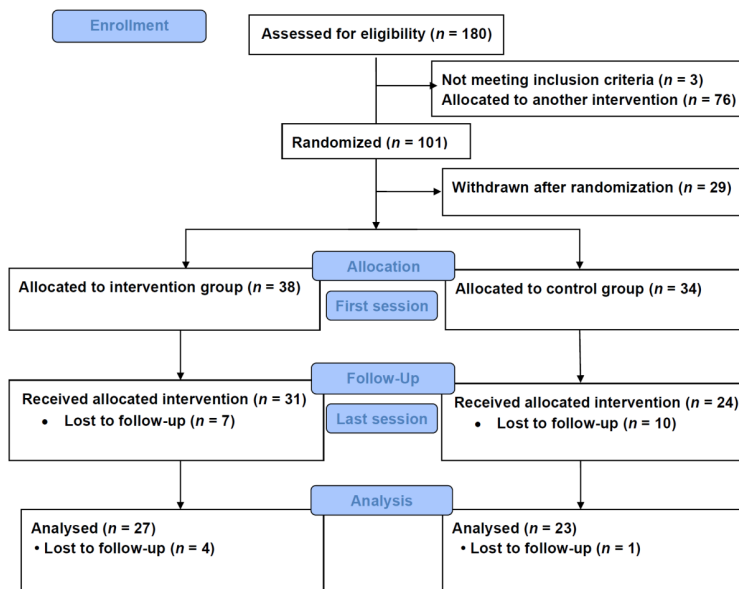 Enrollment
Assessed for eligibility (n = 180)
Not meeting inclusion criteria (n = 3)
Allocated to another intervention (n = 76)
Randomized (n = 101)
Withdrawn after randomization (n = 29)
Allocation
Allocated to intervention group (n = 38)
Allocated to control group (n = 34)
First session
Follow-Up
Received allocated intervention (n = 31)
• Lost to follow-up (n = 7)
Received allocated intervention (n = 24)
• Lost to follow-up (n = 10)
Last session
Analysis
Analysed (n = 27)
• Lost to follow-up (n = 4)
Analysed (n = 23)
• Lost to follow-up (n = 1)